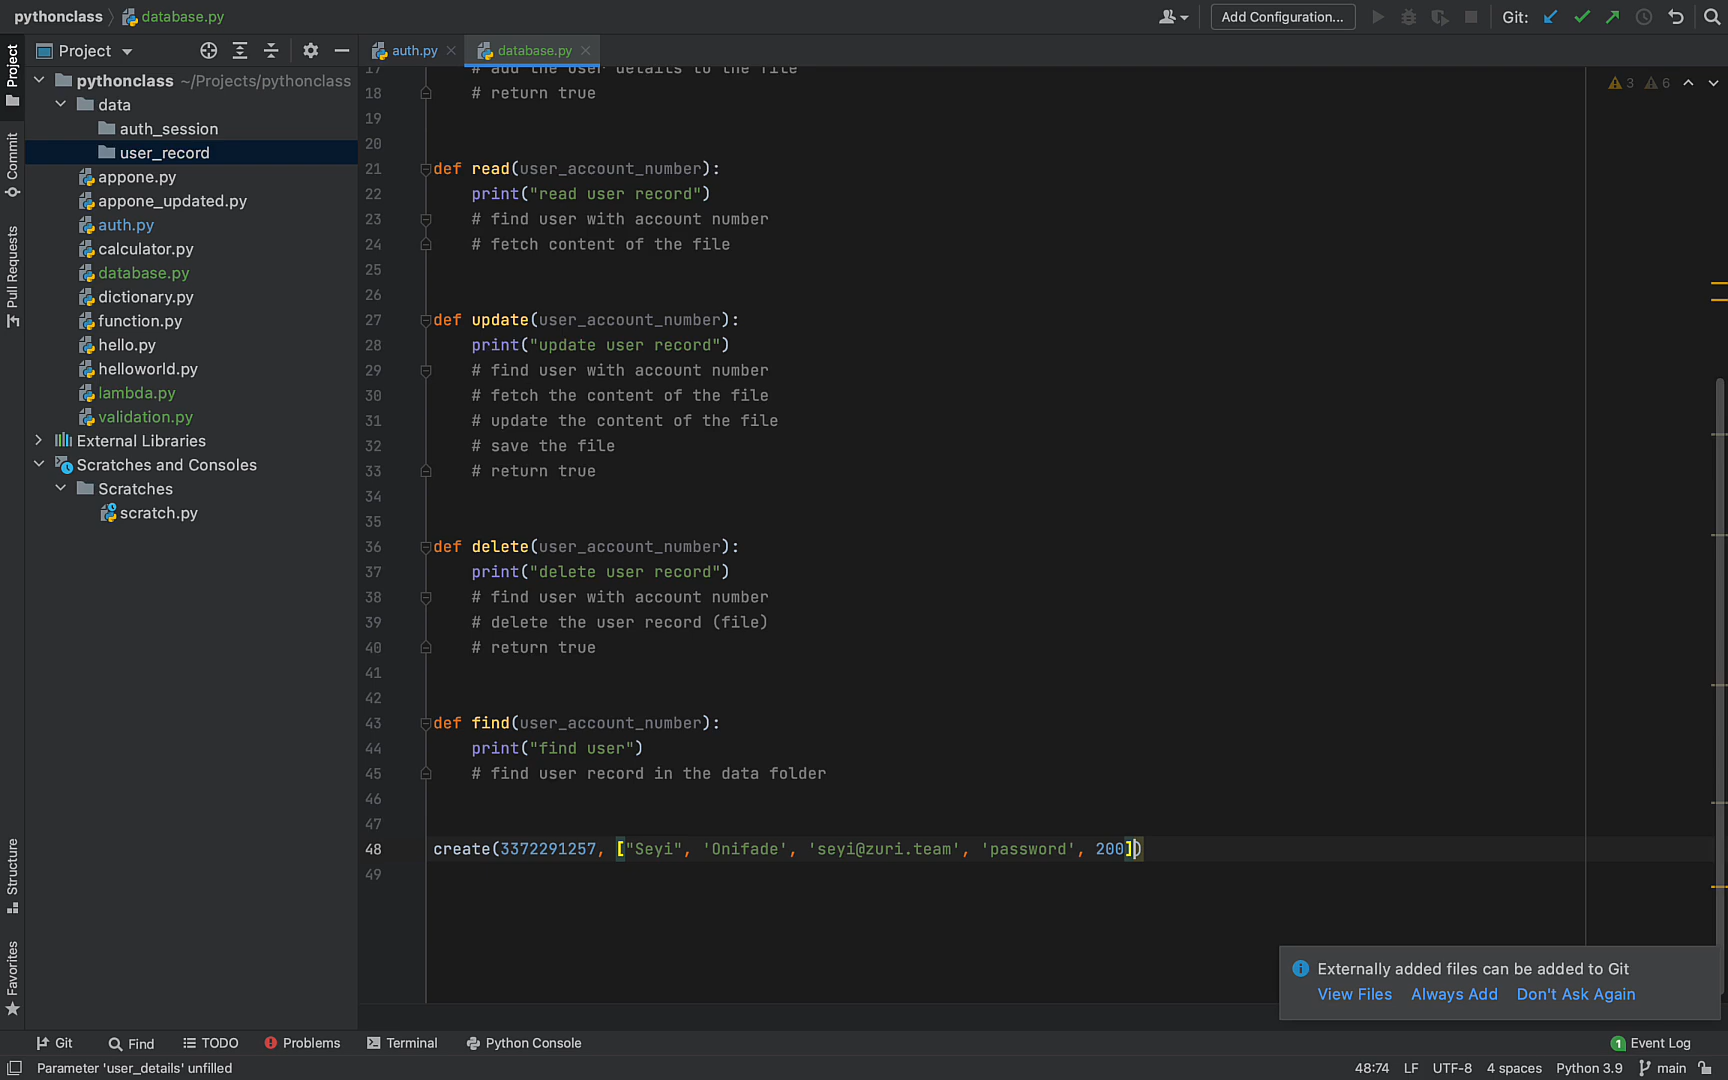 pythonclass database.py
Add Configuration... Git:
Project
auth.py database.py
pythonclass ~/Projects/pythonclass
data
auth_session
user_record
appone.py
appone_updated.py
auth.py
calculator.py
database.py
dictionary.py
function.py
hello.py
helloworld.py
lambda.py
validation.py
External Libraries
Scratches and Consoles
Scratches
scratch.py
Project
Commit
Pull Requests
Structure
Favorites
3 6
17 # add the user details to the file
18 # return true
19
20
21 def read(user_account_number):
22 print("read user record")
23 # find user with account number
24 # fetch content of the file
25
26
27 def update(user_account_number):
28 print("update user record")
29 # find user with account number
30 # fetch the content of the file
31 # update the content of the file
32 # save the file
33 # return true
34
35
36 def delete(user_account_number):
37 print("delete user record")
38 # find user with account number
39 # delete the user record (file)
40 # return true
41
42
43 def find(user_account_number):
44 print("find user")
45 # find user record in the data folder
46
47
48 create(3372291257, ["Seyi", 'Onifade', 'seyi@zuri.team', 'password', 200])
49
Externally added files can be added to Git
View Files Always Add Don't Ask Again
Git Find TODO Problems Terminal Python Console 1 Event Log
Parameter 'user_details' unfilled 48:74 LF UTF-8 4 spaces Python 3.9 main